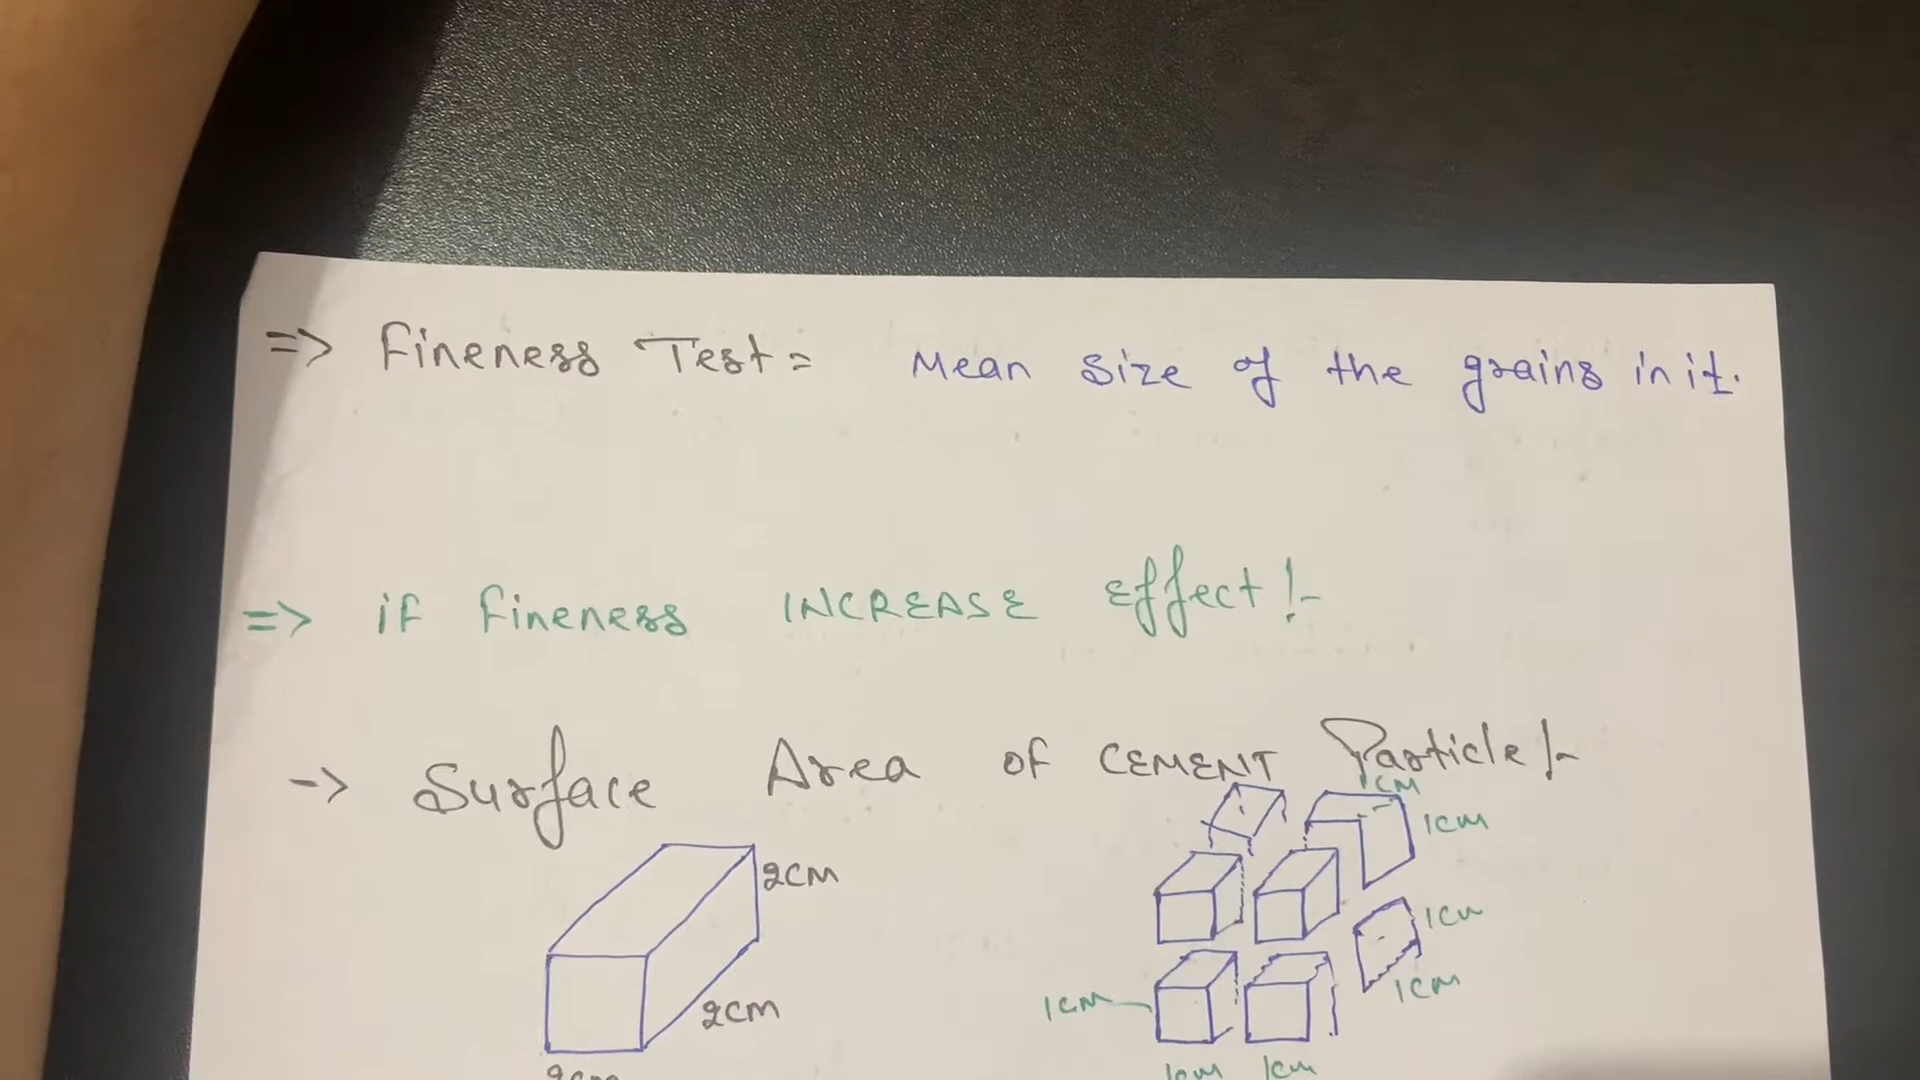 => Fineness Test = Mean size of the grains in it.
=> if fineness INCREASE effect!-
-> Surface Area of CEMENT Particle!-
1CM
1cm
2CM
1cm
1cm
2cm
1cm
1cm 1cm